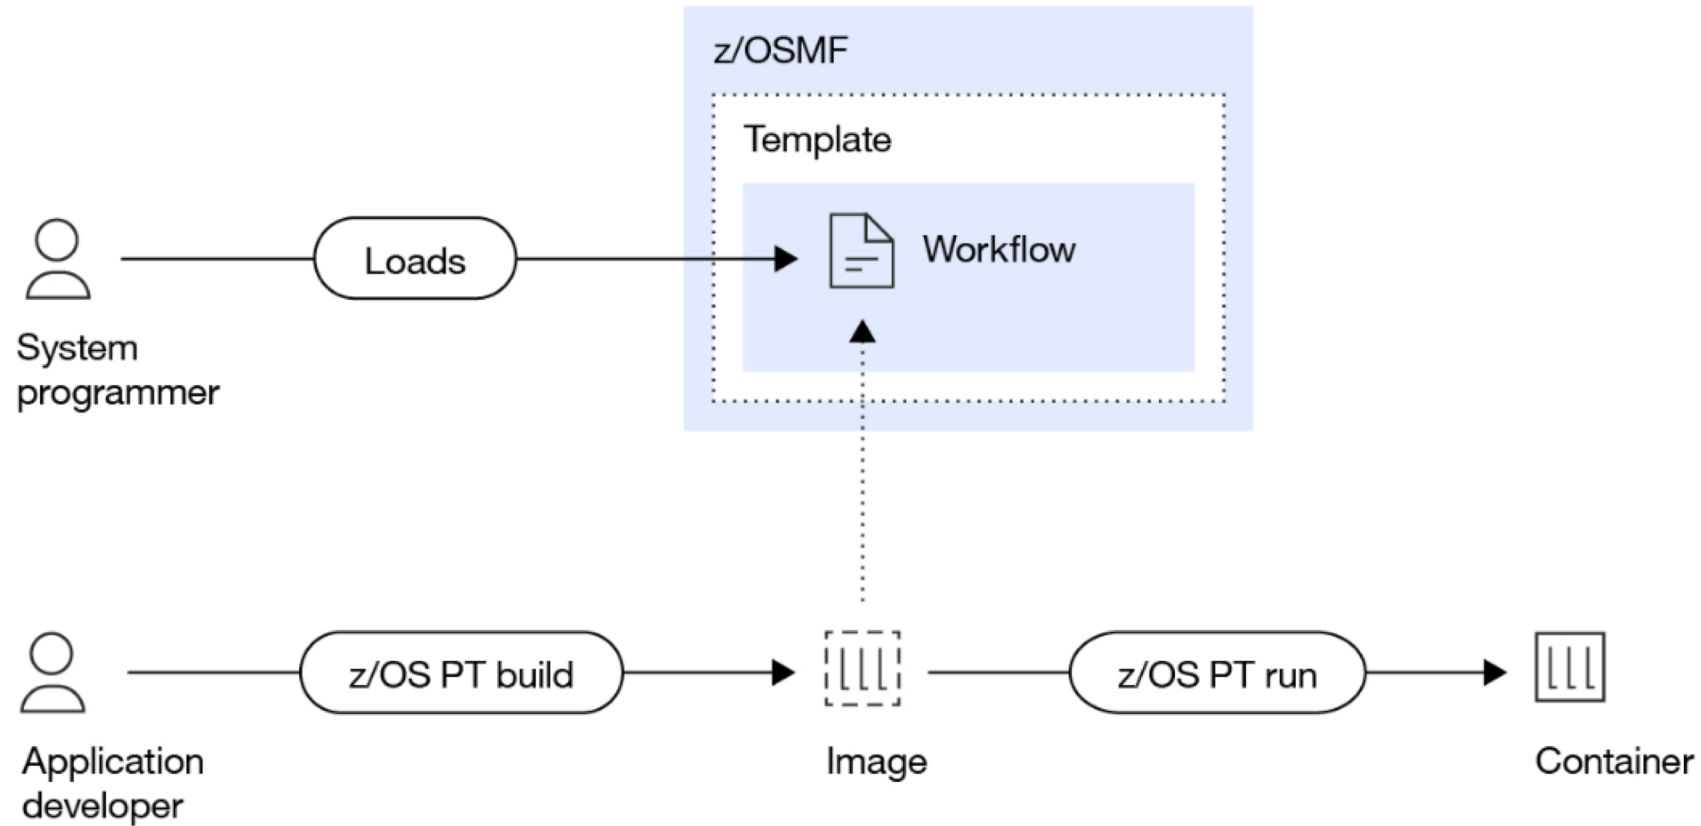 z/OSMF
Template
Workflow
Loads
System
programmer
z/OS PT build
z/OS PT run
Application
developer
Image
Container